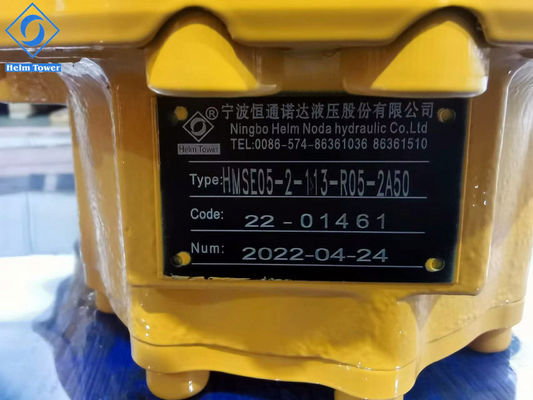 Helm Tower
宁波恒通诺达液压股份有限公司
Ningbo Helm Noda hydraulic Co.Ltd
TEL:0086-574-86361036 86361510
Helm Tower
Type: HMSE05-2-113-R05-2A50
Code: 22-01461
Num: 2022-04-24